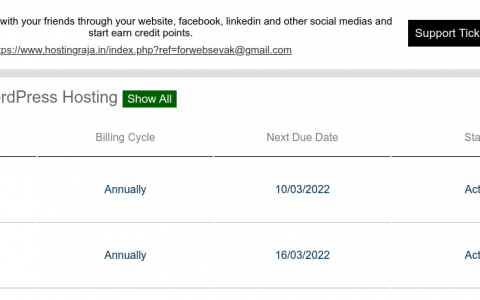 with your friends through your website, facebook, linkedin and other social medias and
start earn credit points.
Support Tick
tps://www.hostingraja.in/index.php?ref=forwebsevak@gmail.com
ordPress Hosting Show All
Billing Cycle Next Due Date Sta
Annually 10/03/2022 Act
Annually 16/03/2022 Act